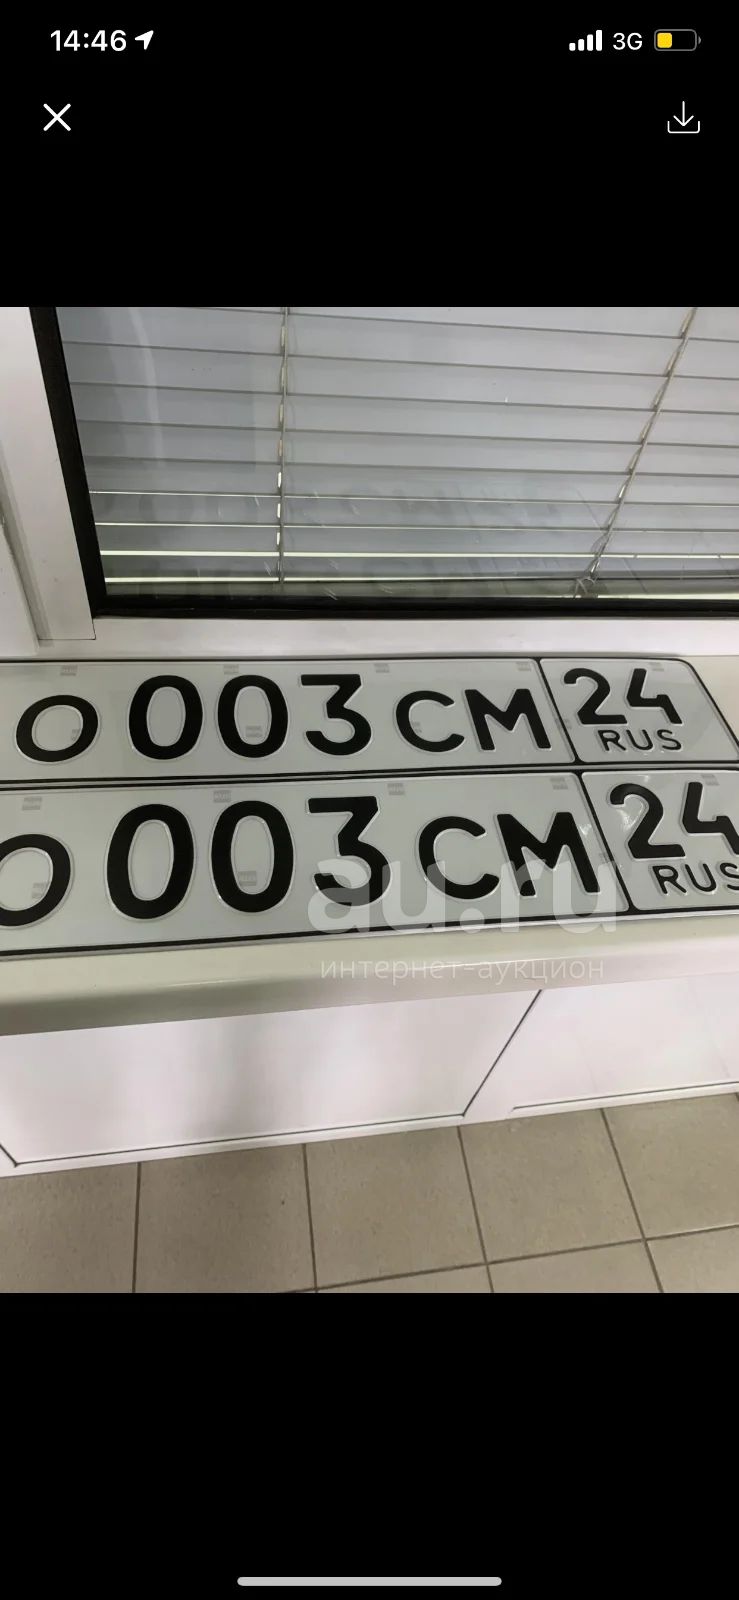 14:46 3G
О003СМ 24
RUS
О003СМ 24
RUS
au.ru
интернет-аукцион